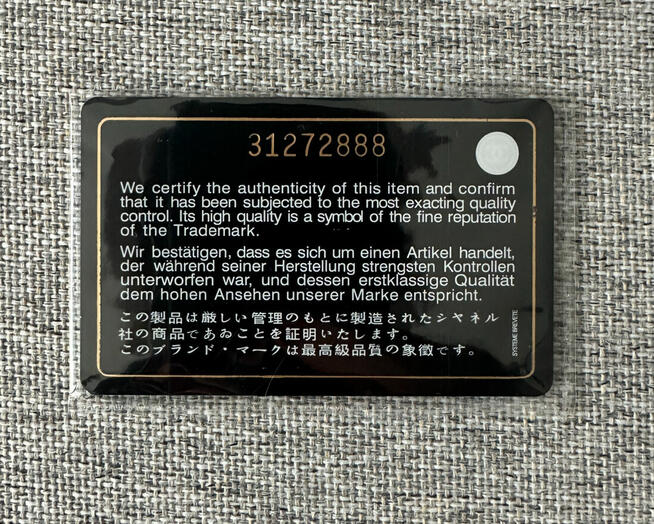 31272888
We certify the authenticity of this item and confirm
that it has been subjected to the most exacting quality
control. Its high quality is a symbol of the fine reputation
of the Trademark.
Wir bestätigen, dass es sich um einen Artikel handelt,
der während seiner Herstellung strengsten Kontrollen
unterworfen war, und dessen erstklassige Qualität
dem hohen Ansehen unserer Marke entspricht.
この製品は厳しい管理のもとに製造されたシヤネル
社の商品であゐことを証明いたします。
このブランド・マークは最高級品質の象徴です。
SYSTEME BREVETE